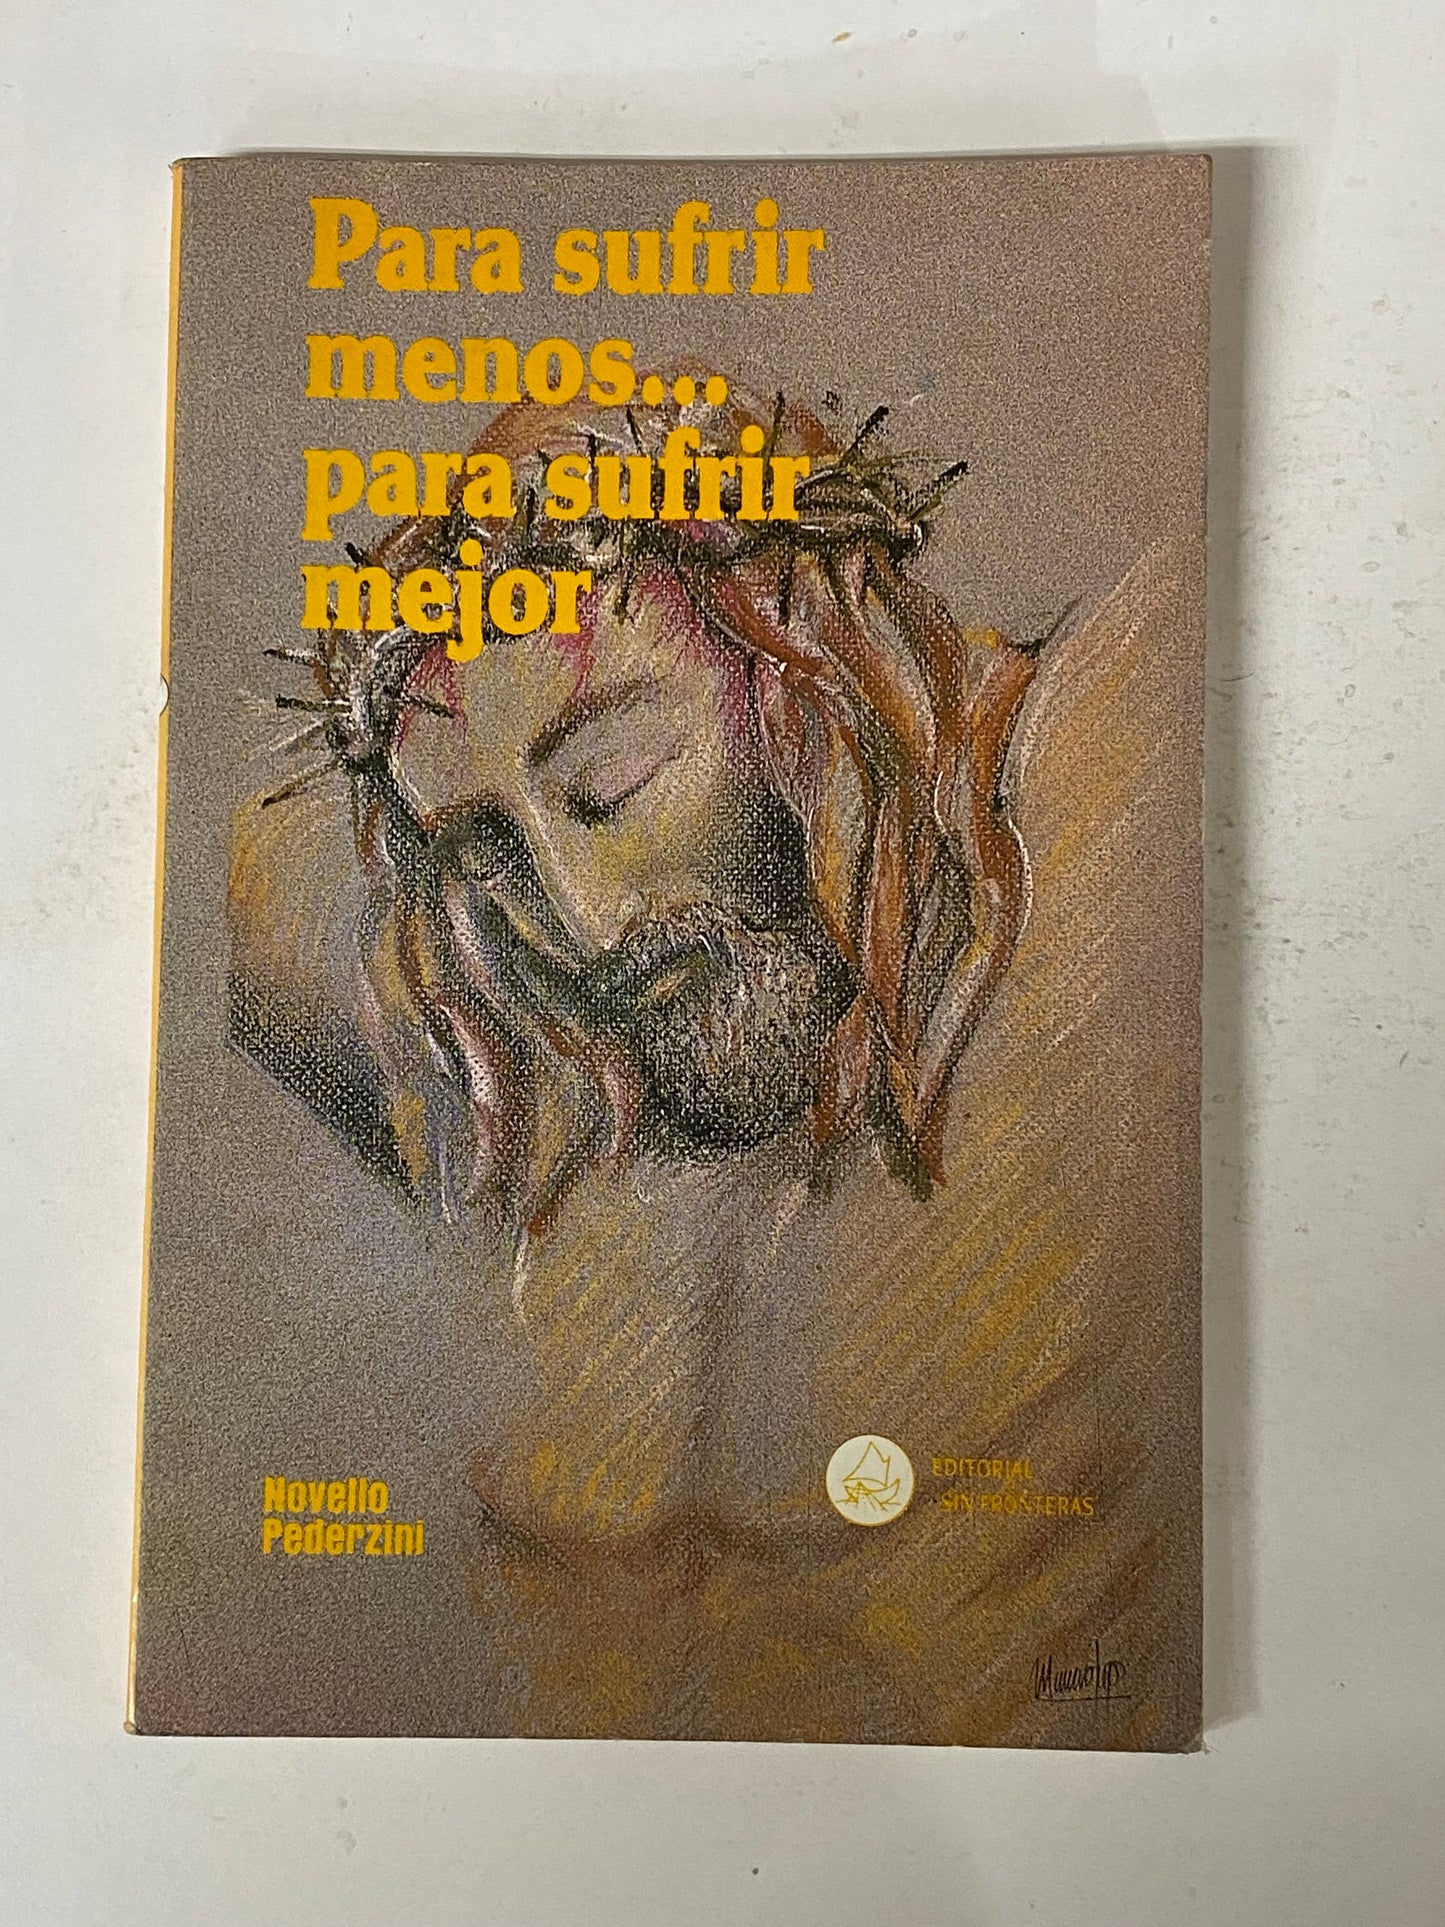 Para sufrir
menos...
para sufrir
mejor
Novello
Pederzini
EDITORIAL
SIN FRONTERAS